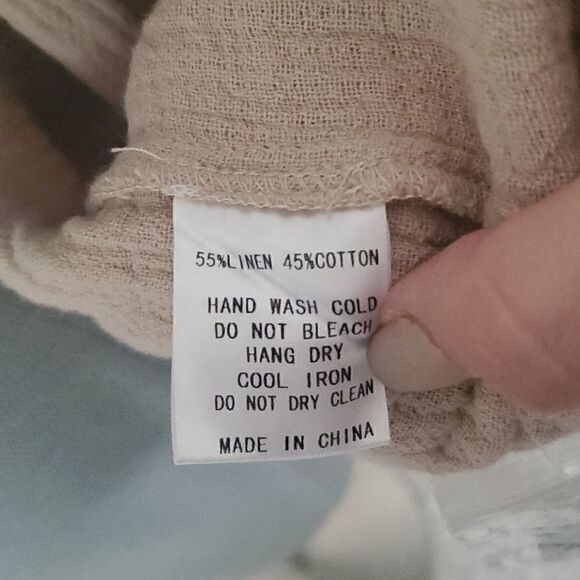 55%LINEN 45%COTTON
HAND WASH COLD
DO NOT BLEACH
HANG DRY
COOL IRON
DO NOT DRY CLEAN
MADE IN CHINA